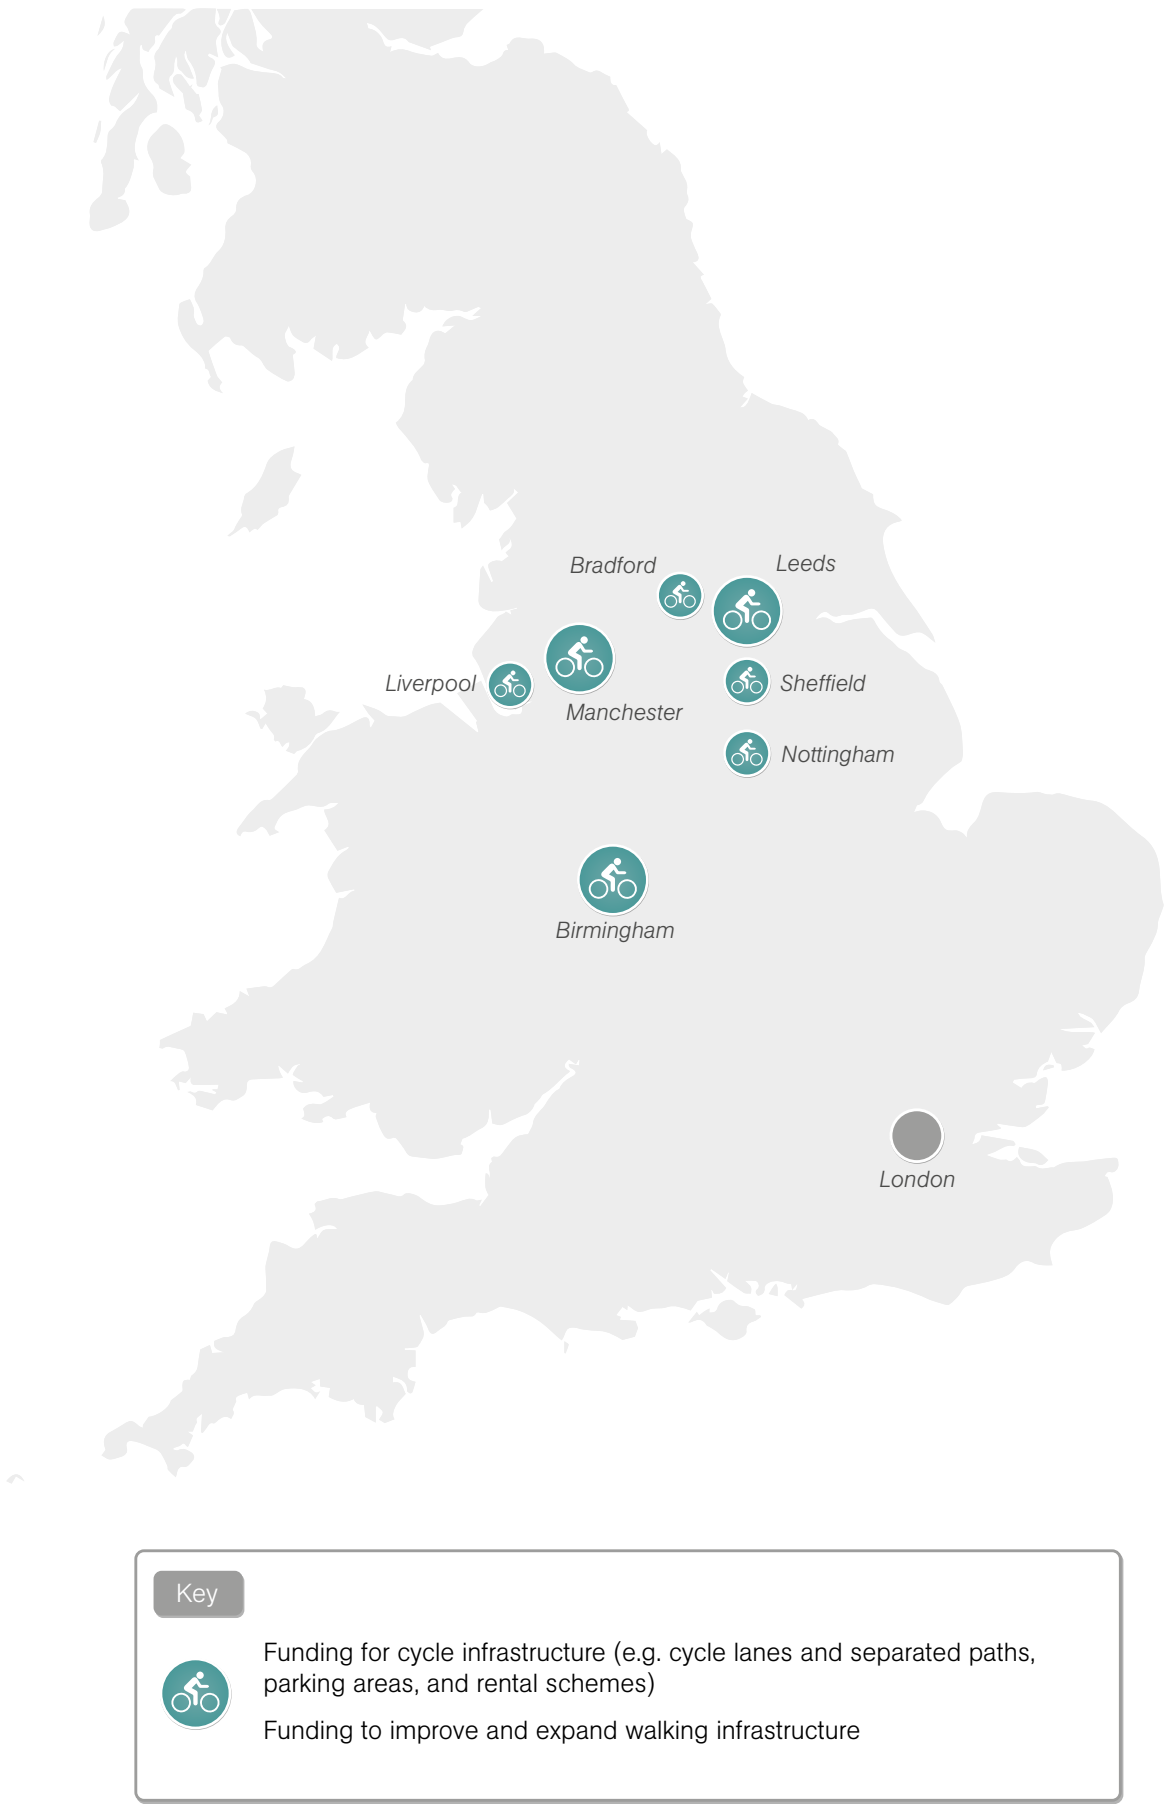 Bradford
Leeds
Liverpool
Manchester
Sheffield
Nottingham
Birmingham
London
Key
Funding for cycle infrastructure (e.g. cycle lanes and separated paths,
parking areas, and rental schemes)
Funding to improve and expand walking infrastructure